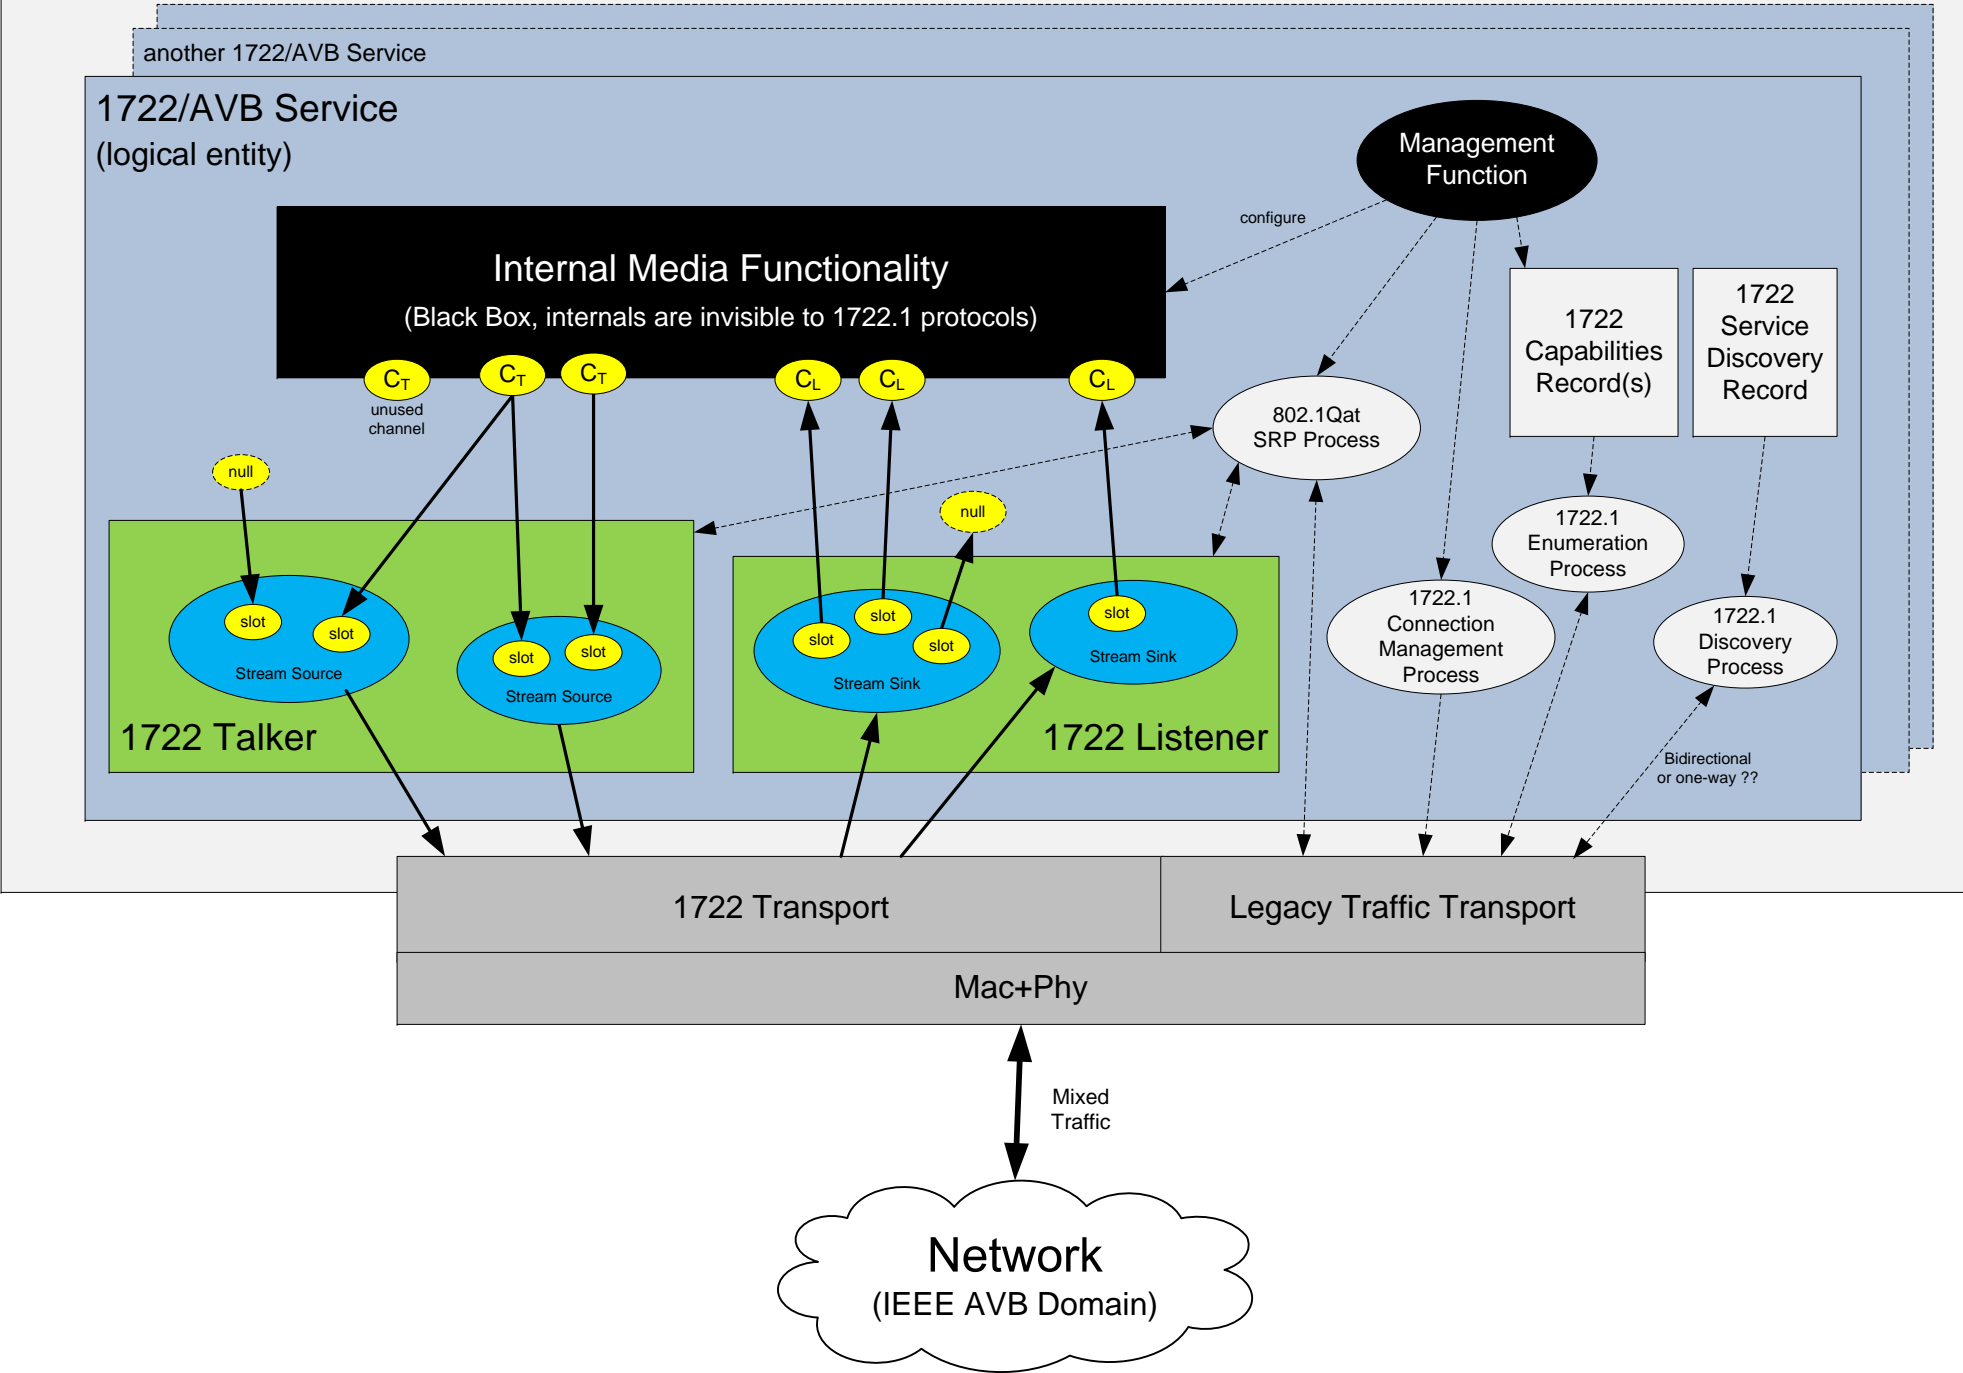 another 1722/AVB Service
1722/AVB Service
(logical entity)
Management
Function
configure
Internal Media Functionality
(Black Box, internals are invisible to 1722.1 protocols)
1722
Capabilities
Record(s)
1722
Service
Discovery
Record
CT
CT
CT
CL
CL
CL
unused
channel
802.1Qat
SRP Process
null
null
1722.1
Enumeration
Process
slot
slot
Stream Source
slot
slot
Stream Source
1722 Talker
slot
slot
slot
Stream Sink
slot
Stream Sink
1722 Listener
1722.1
Connection
Management
Process
1722.1
Discovery
Process
Bidirectional
or one-way ??
1722 Transport
Legacy Traffic Transport
Mac+Phy
Mixed
Traffic
Network
(IEEE AVB Domain)